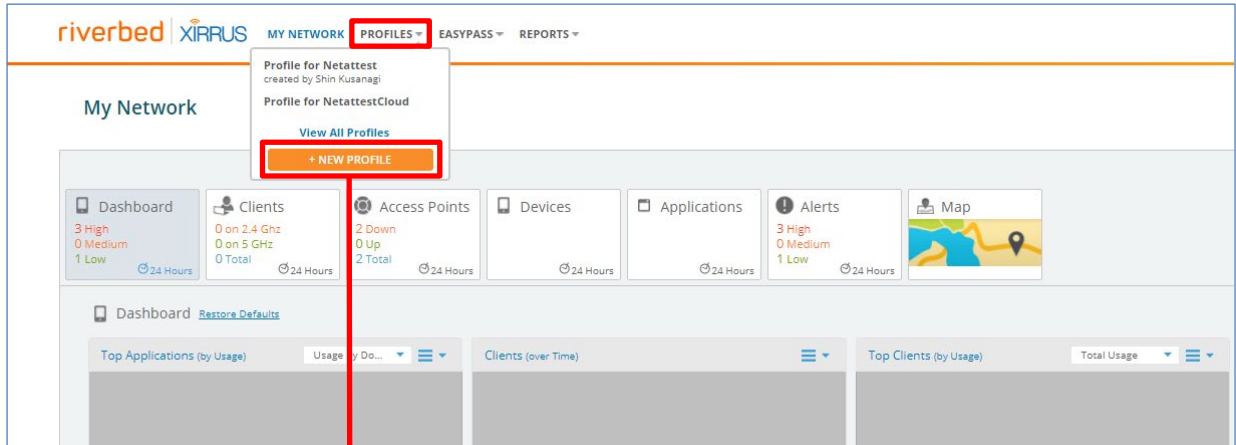 riverbed XIRRUS MY NETWORK PROFILES EASYPASS REPORTS
Profile for Netattest
created by Shin Kusanagi
Profile for NetattestCloud
View All Profiles
+ NEW PROFILE
My Network
Dashboard
3 High
0 Medium
1 Low
24 Hours
Clients
0 on 2.4 Ghz
0 on 5 GHz
0 Total
24 Hours
Access Points
2 Down
0 Up
2 Total
24 Hours
Devices
24 Hours
Applications
24 Hours
Alerts
3 High
0 Medium
1 Low
24 Hours
Map
Dashboard Restore Defaults
Top Applications (by Usage) Usage by Do...
Clients (over Time)
Top Clients (by Usage) Total Usage